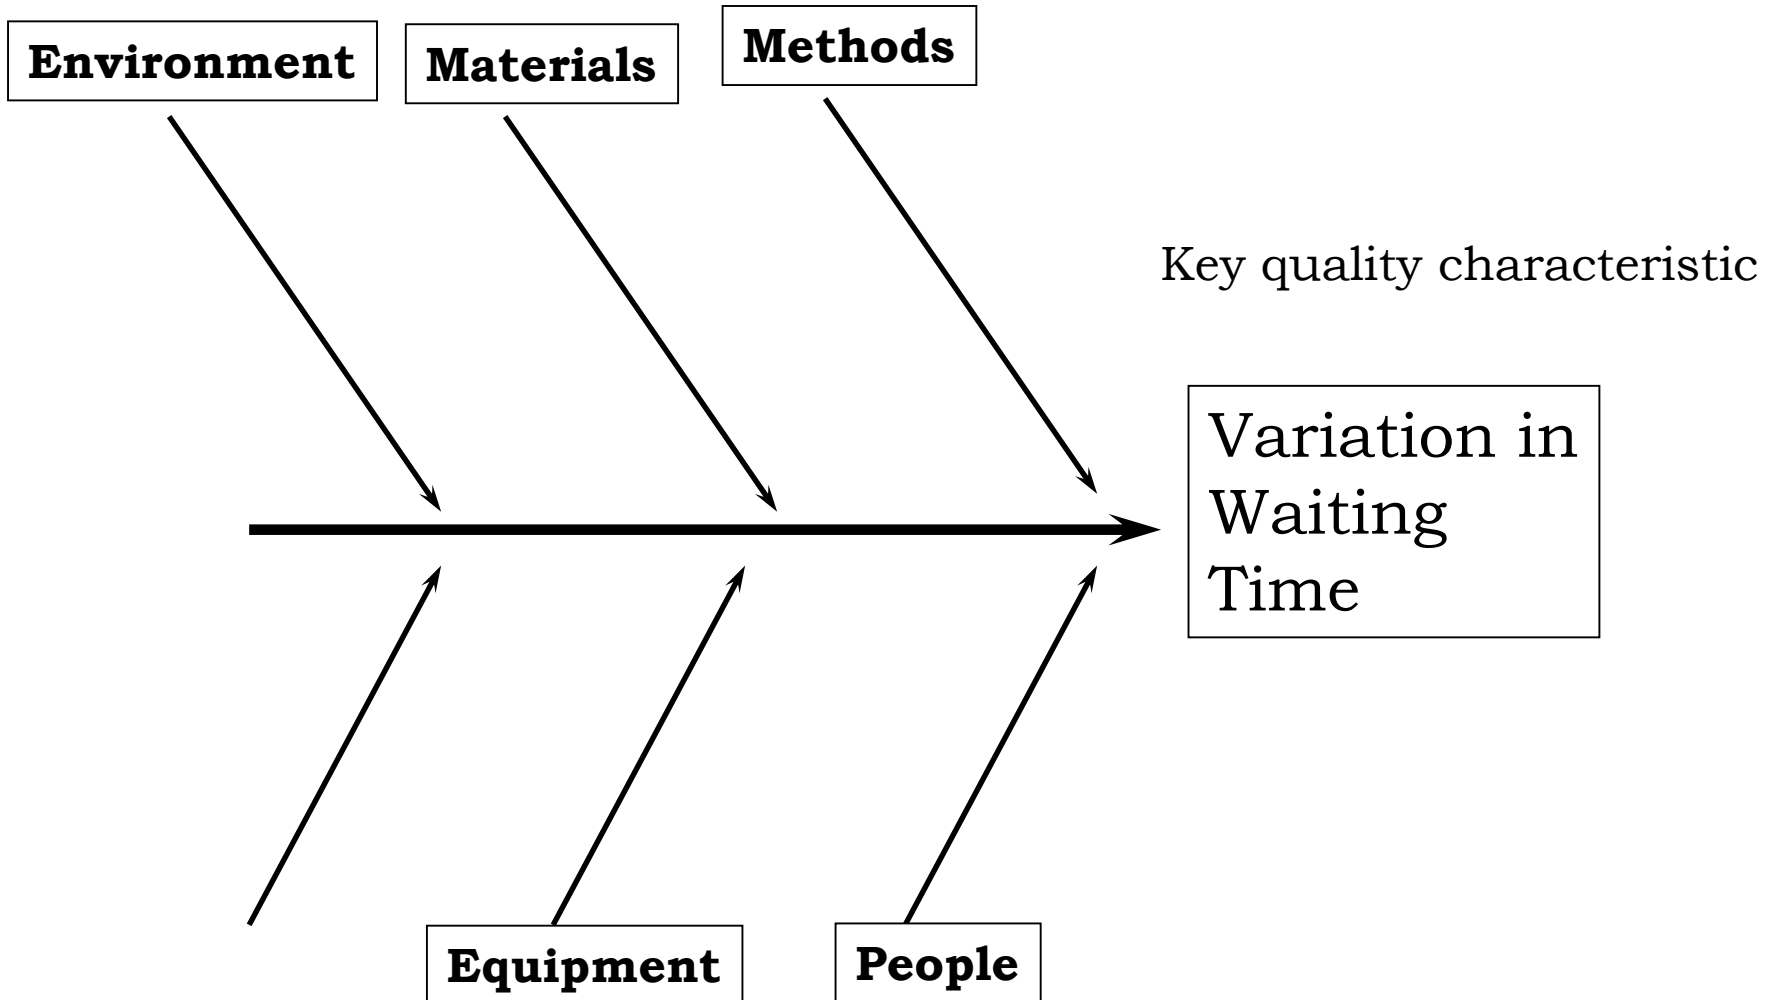 Environment
Materials
Methods
Key quality characteristic
Variation in
Waiting
Time
Equipment
People